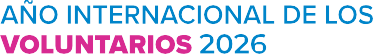 AÑO INTERNACIONAL DE LOS
VOLUNTARIOS 2026